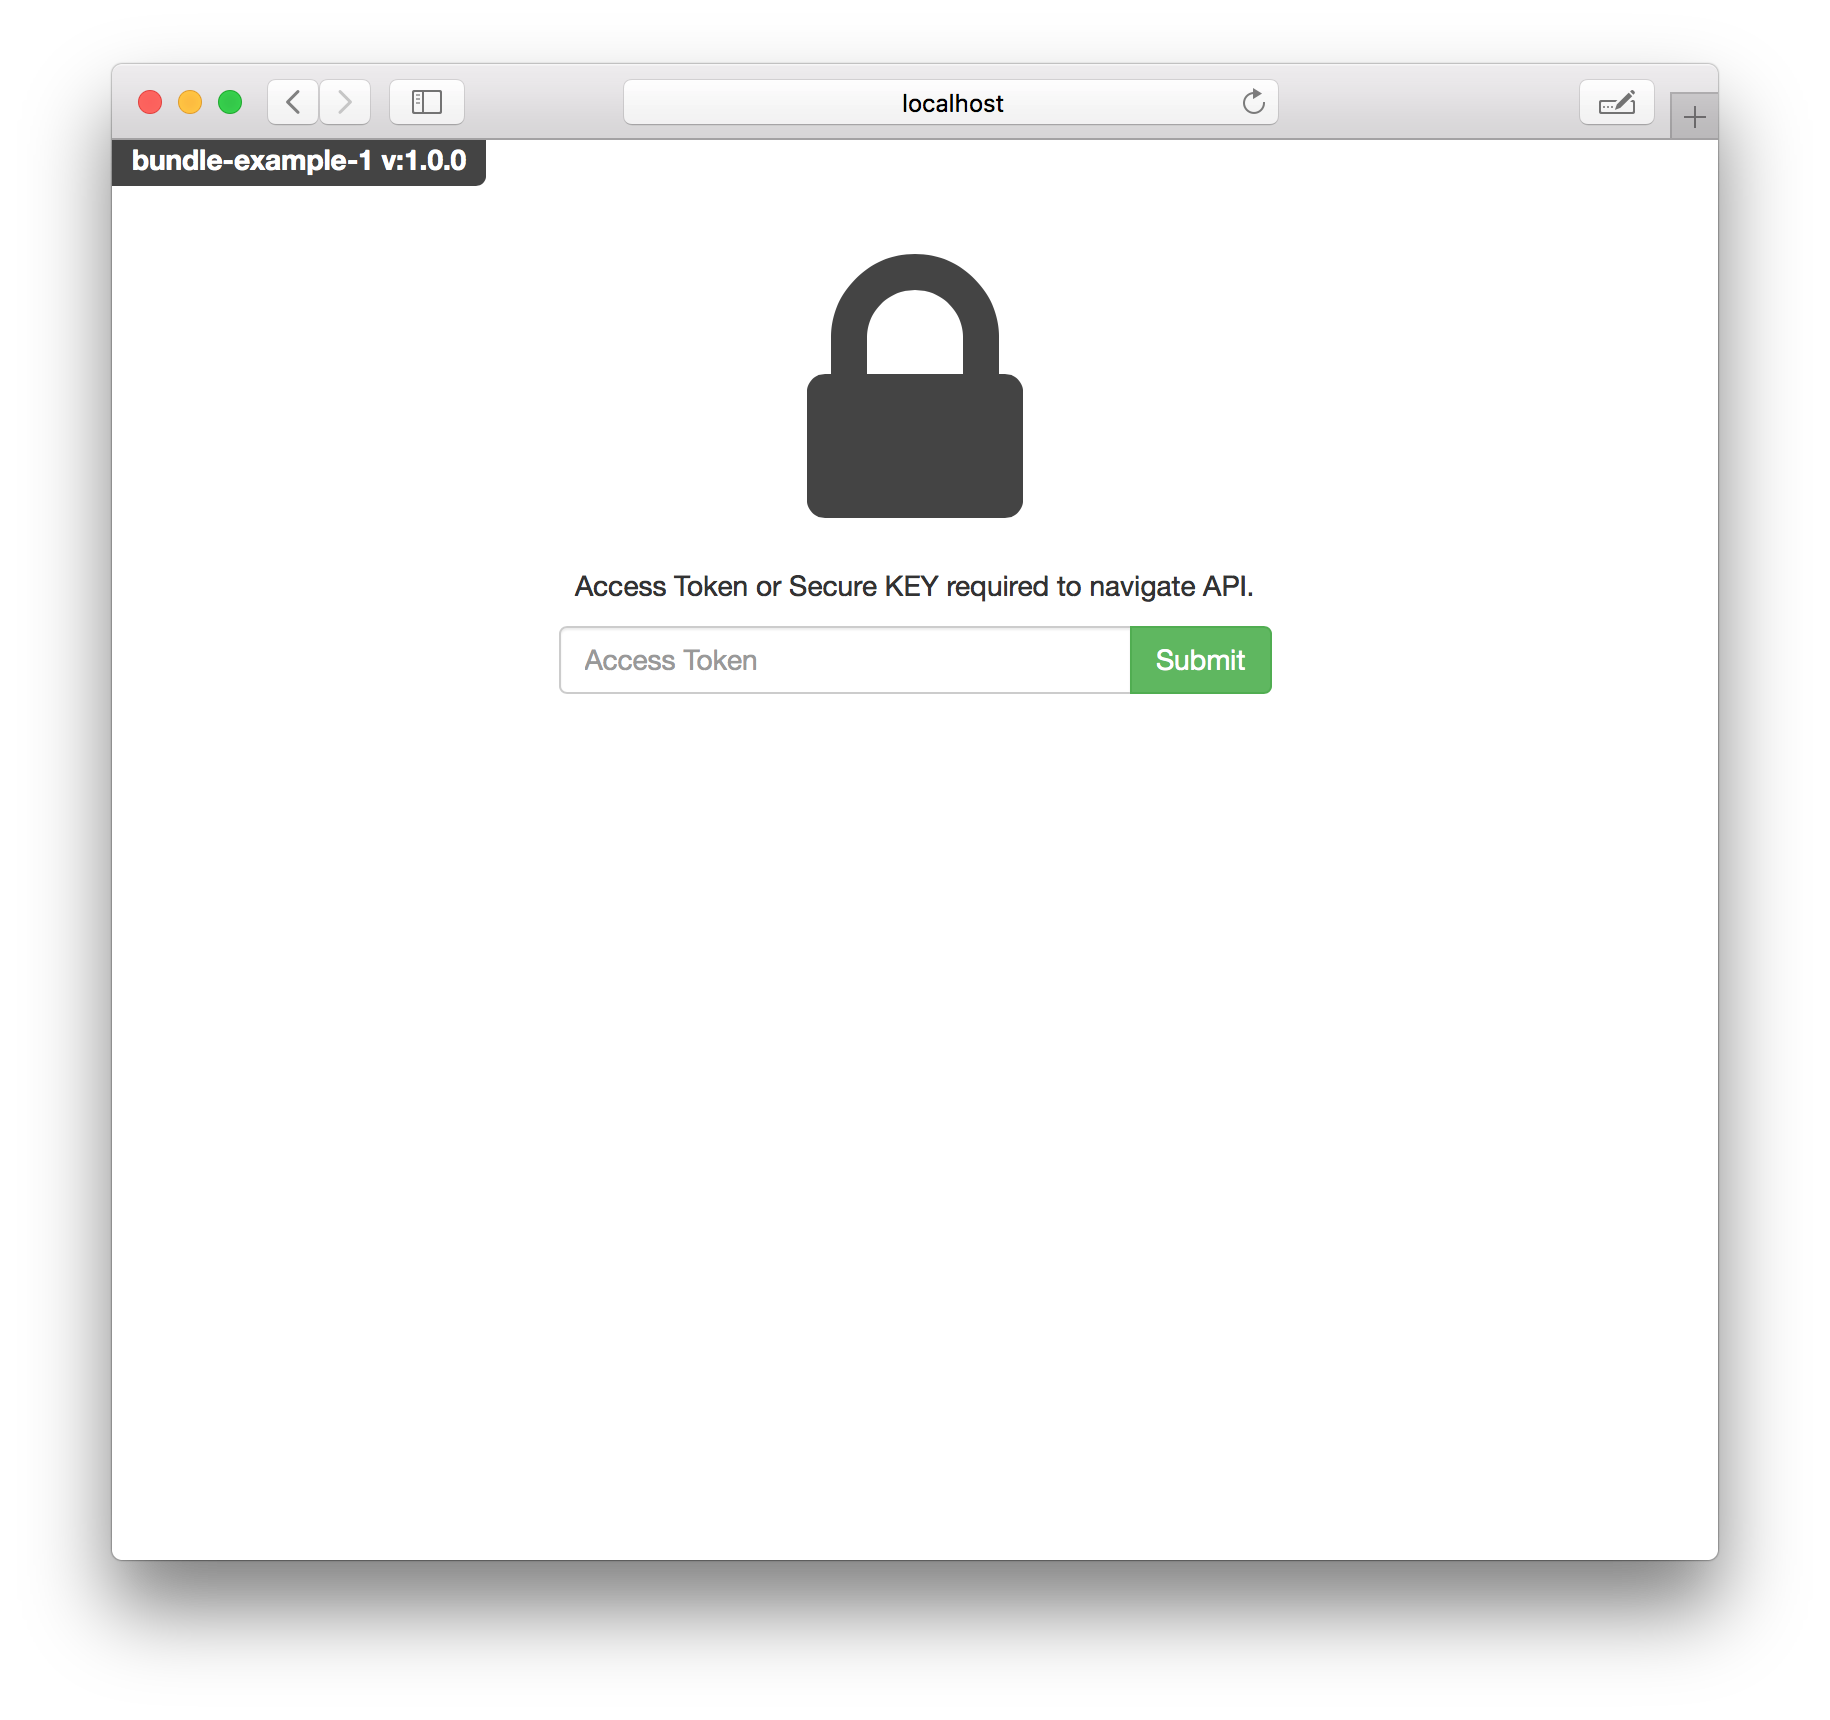 localhost
bundle-example-1 v:1.0.0
Access Token or Secure KEY required to navigate API.
Access Token
Submit